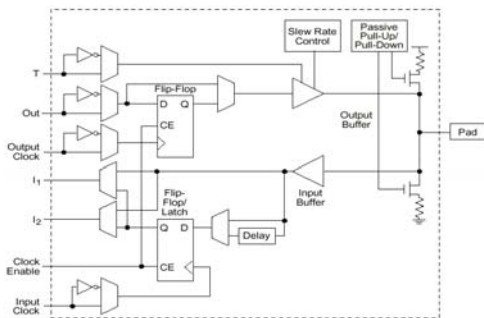 Slew Rate
Control
Passive
Pull-Up/
Pull-Down
T
Flip-Flop
Out
D Q
CE
Output
Buffer
Output
Clock
Pad
I1
Flip-
Flop/
Latch
Input
Buffer
I2
Q D
Delay
Clock
Enable
CE
Input
Clock